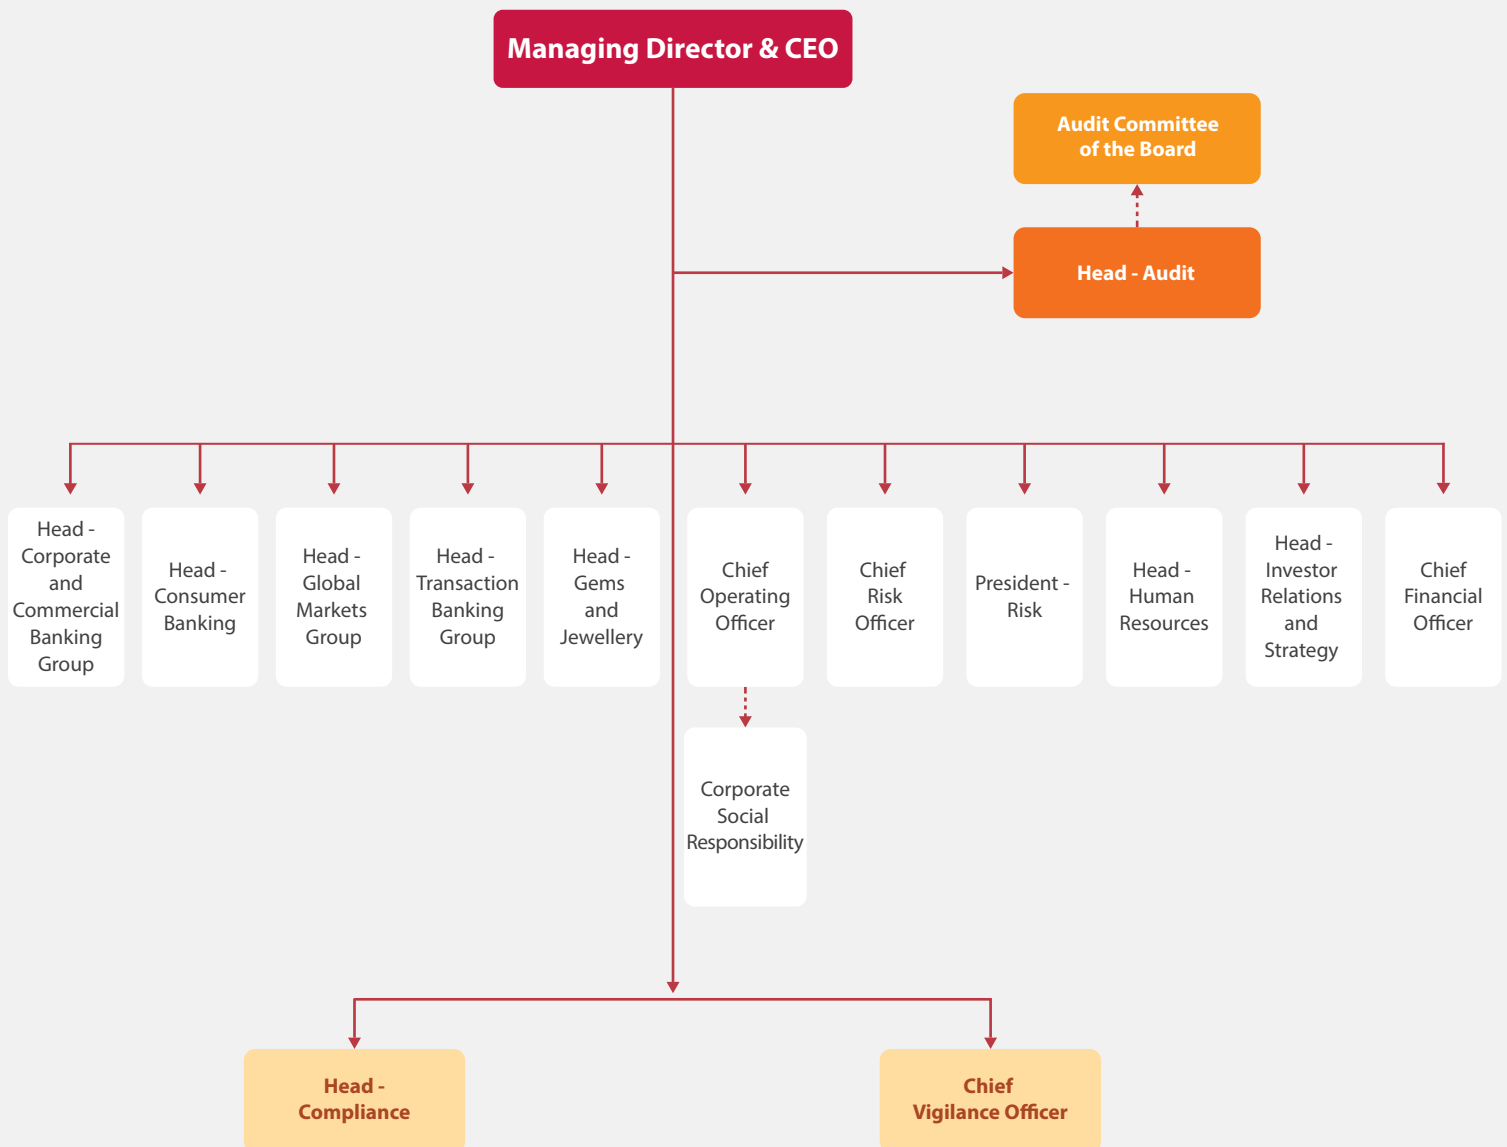 Managing Director & CEO
Audit Committee
of the Board
Head - Audit
Head -
Corporate
and
Commercial
Banking
Group
Head -
Consumer
Banking
Head -
Global
Markets
Group
Head -
Transaction
Banking
Group
Head -
Gems
and
Jewellery
Chief
Operating
Officer
Chief
Risk
Officer
President -
Risk
Head -
Human
Resources
Head -
Investor
Relations
and
Strategy
Chief
Financial
Officer
Corporate
Social
Responsibility
Head -
Compliance
Chief
Vigilance Officer